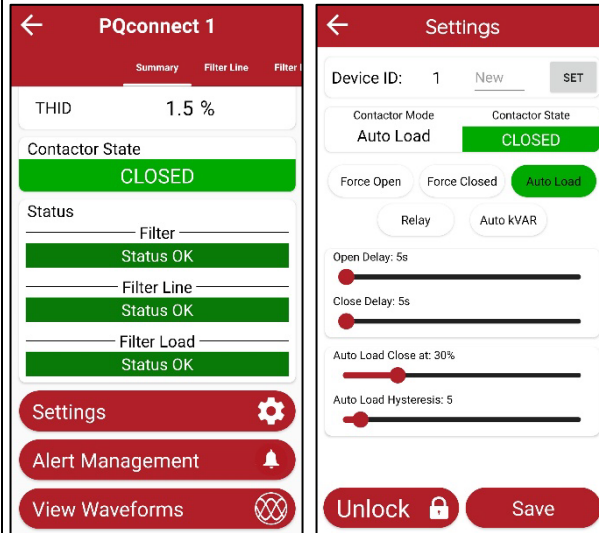 PQconnect 1
Summary Filter Line Filter
THID 1.5 %
Contactor State
CLOSED
Status
Filter
Status OK
Filter Line
Status OK
Filter Load
Status OK
Settings
Alert Management
View Waveforms
Settings
Device ID: 1 New SET
Contactor Mode Contactor State
Auto Load CLOSED
Force Open Force Closed Auto Load
Relay Auto kVAR
Open Delay: 5s
Close Delay: 5s
Auto Load Close at: 30%
Auto Load Hysteresis: 5
Unlock Save